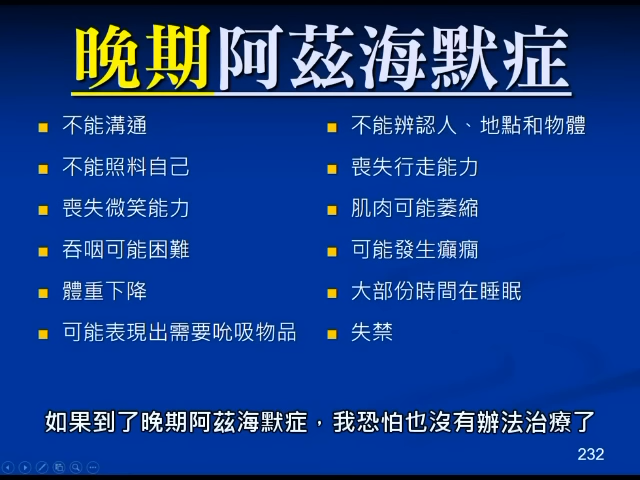 晚期阿茲海默症
不能溝通
不能照料自己
喪失微笑能力
吞咽可能困難
體重下降
可能表現出需要吮吸物品
不能辨認人、地點和物體
喪失行走能力
肌肉可能萎縮
可能發生癲癇
大部份時間在睡眠
失禁
如果到了晚期阿茲海默症，我恐怕也沒有辦法治療了
232